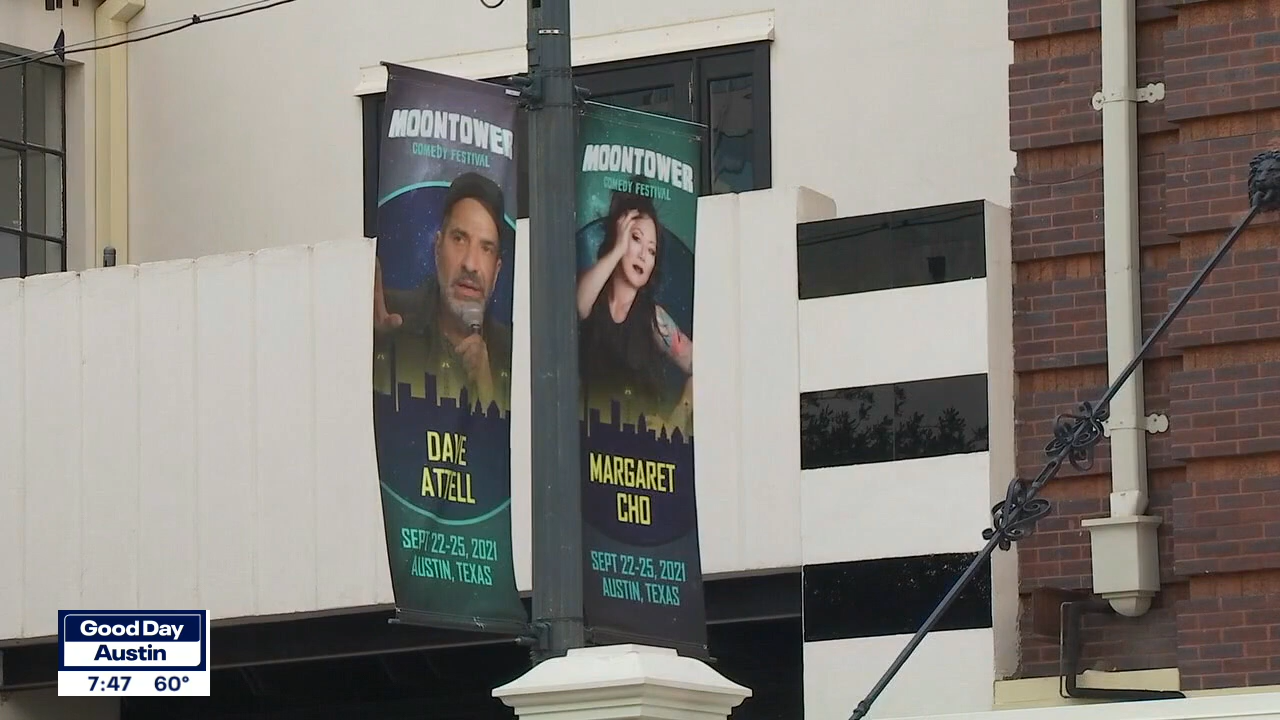 MOONTOWER
COMEDY FESTIVAL
DAVE
ATTELL
SEPT 22-25, 2021
AUSTIN, TEXAS
MOONTOWER
COMEDY FESTIVAL
MARGARET
CHO
SEPT 22-25, 2021
AUSTIN, TEXAS
Good Day
Austin
7:47 60°